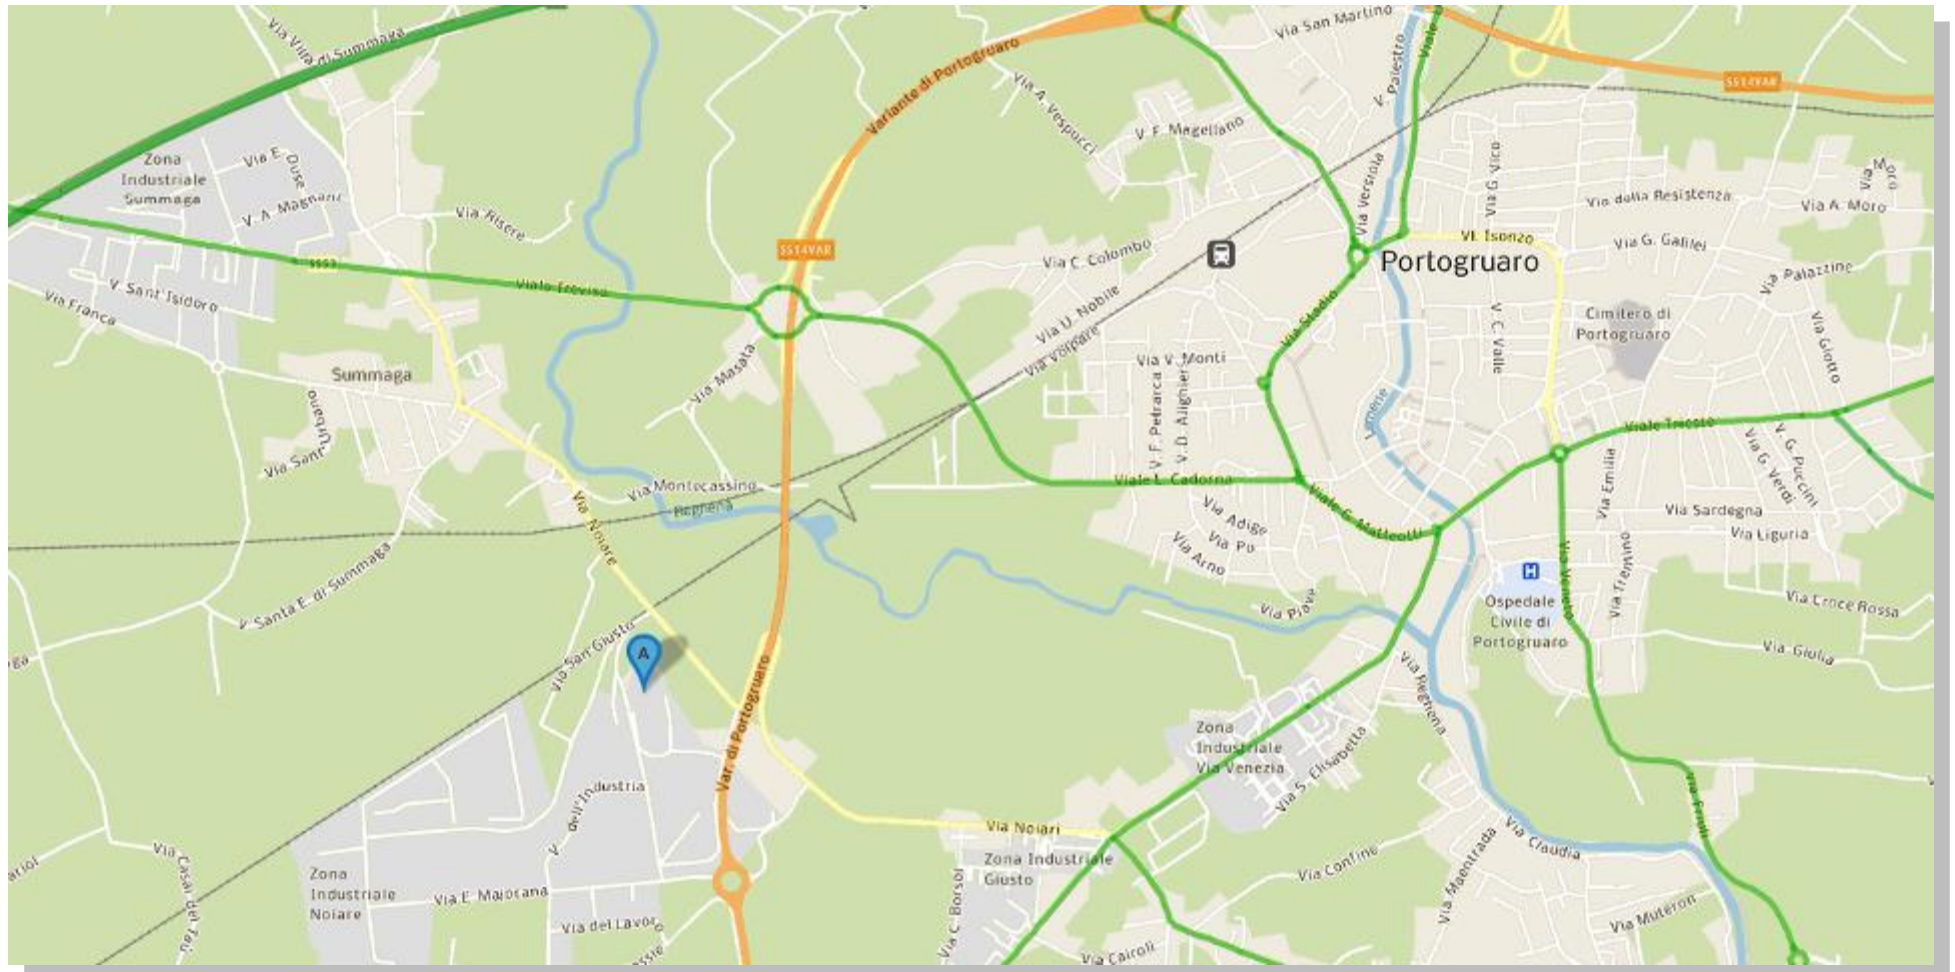 Via San Martino
Via Villa di Summaga
Viale
Variante di Portogruaro
V. Palestro
SS14VAR
Via A. Vespucci
V. F. Magellano
Zona
Industriale
Summaga
Via E. Duse
V. A. Magnani
Via Risere
Via Versiola
Via della Resistenza
Via Moro
Via A. Moro
SS14VAR
Via C. Colombo
Vl. Isonzo
Via G. Galilei
Portogruaro
SS53
Viale Treviso
Via Palazzine
V. Sant'Isidoro
Via Franca
Via U. Nobile
Via Stadio
Cimitero di
Portogruaro
Via Volpare
V. C. Valle
Via Giotto
Via Masata
Via V. Monti
Summaga
V. F. Petrarca
V. D. Alighieri
Lemene
Viale Trieste
Via Sant'Urbano
V. G. Puccini
Via G. Verdi
Via Emilia
Via Montecassino
Viale L. Cadorna
Reghena
Viale G. Matteotti
Via Noiare
Via Adige
Via Po
Via Arno
Via Sardegna
Via Liguria
H
Via Veneto
Via Trentino
V. Santa E. di Summaga
Via Piave
Ospedale
Civile di
Portogruaro
Via Croce Rossa
Via San Giusto
A
Via Giulia
Var. di Portogruaro
Via Reghena
Zona
Industriale
Via Venezia
Via S. Elisabetta
V. dell'Industria
Via Friuli
Via Noiari
Via Claudia
Via Casai del Taù
Zona Industriale
Giusto
Via Confine
Via Maentrada
Zona
Industriale
Noiare
Via E. Majorana
Via C. Borsoi
Via del Lavoro
Via Muteron
Via Cairoli